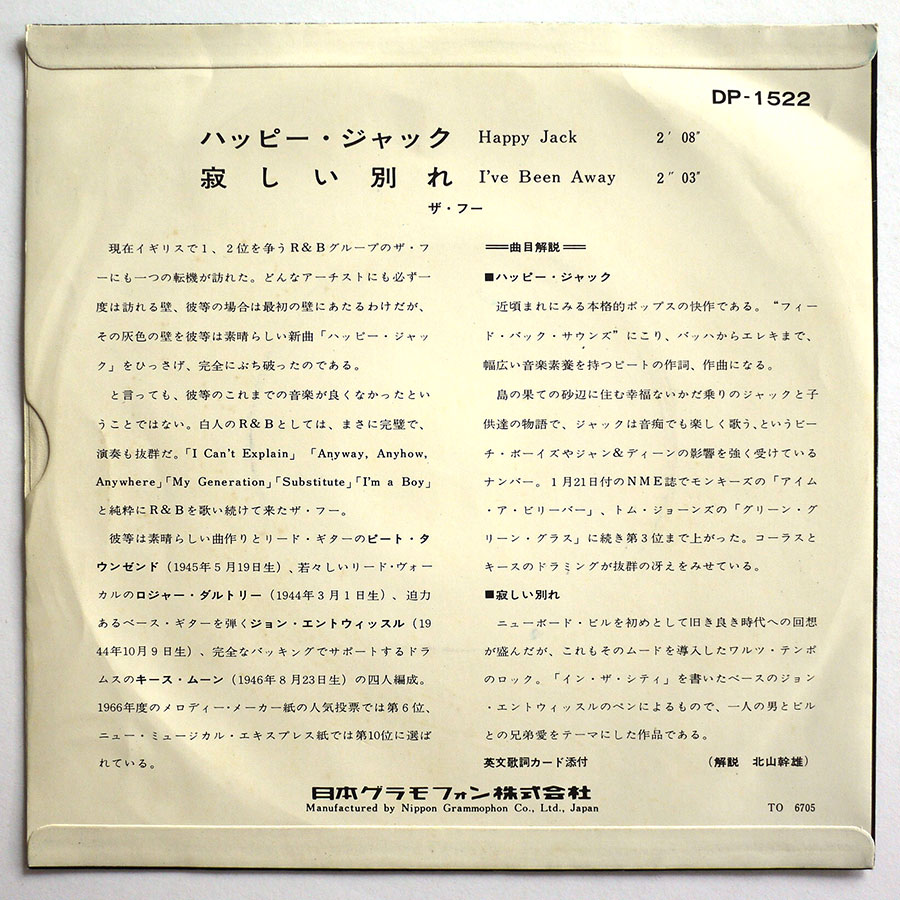 DP-1522
ハッピー・ジャック Happy Jack 2′ 08″
寂しい別れ I've Been Away 2″ 03″
ザ・フー
現在イギリスで1、2位を争うR&Bグループのザ・フ
ーにも一つの転機が訪れた。どんなアーチストにも必ず一
度は訪れる壁、彼等の場合は最初の壁にあたるわけだが、
その灰色の壁を彼等は素晴らしい新曲「ハッピー・ジャッ
ク」をひっさげ、完全にぶち破ったのである。
と言っても、彼等のこれまでの音楽が良くなかったとい
うことではない。白人のR&Bとしては、まさに完璧で、
演奏も抜群だ。「I Can't Explain」「Anyway, Anyhow,
Anywhere」「My Generation」「Substitute」「I'm a Boy」
と純粋にR&Bを歌い続けて来たザ・フー。
彼等は素晴らしい曲作りとリード・ギターのピート・タ
ウンゼンド（1945年5月19日生）、若々しいリード・ヴォー
カルのロジャー・ダルトリー（1944年3月1日生）、迫力
あるベース・ギターを弾くジョン・エントウィッスル（19
44年10月9日生）、完全なバッキングでサポートするドラ
ムスのキース・ムーン（1946年8月23日生）の四人編成。
1966年度のメロディー・メーカー紙の人気投票では第6位、
ニュー・ミュージカル・エキスプレス紙では第10位に選ば
れている。
＝曲目解説＝
■ハッピー・ジャック
近頃まれにみる本格的ポップスの快作である。“フィー
ド・バック・サウンズ”にこり、バッハからエレキまで、
幅広い音楽素養を持つピートの作詞、作曲になる。
島の果ての砂辺に住む幸福ないかだ乗りのジャックと子
供達の物語で、ジャックは音痴でも楽しく歌う、というビー
チ・ボーイズやジャン&ディーンの影響を強く受けている
ナンバー。1月21日付のNME誌でモンキーズの「アイム
・ア・ビリーバー」、トム・ジョーンズの「グリーン・グ
リーン・グラス」に続き第3位まで上がった。コーラスと
キースのドラミングが抜群の冴えをみせている。
■寂しい別れ
ニューボード・ビルを初めとして旧き良き時代への回想
が盛んだが、これもそのムードを導入したワルツ・テンポ
のロック。「イン・ザ・シティ」を書いたベースのジョン
・エントウィッスルのペンによるもので、一人の男とビル
との兄弟愛をテーマにした作品である。
英文歌詞カード添付 （解説 北山幹雄）
日本グラモフォン株式会社
Manufactured by Nippon Grammophon Co., Ltd., Japan
TO 6705